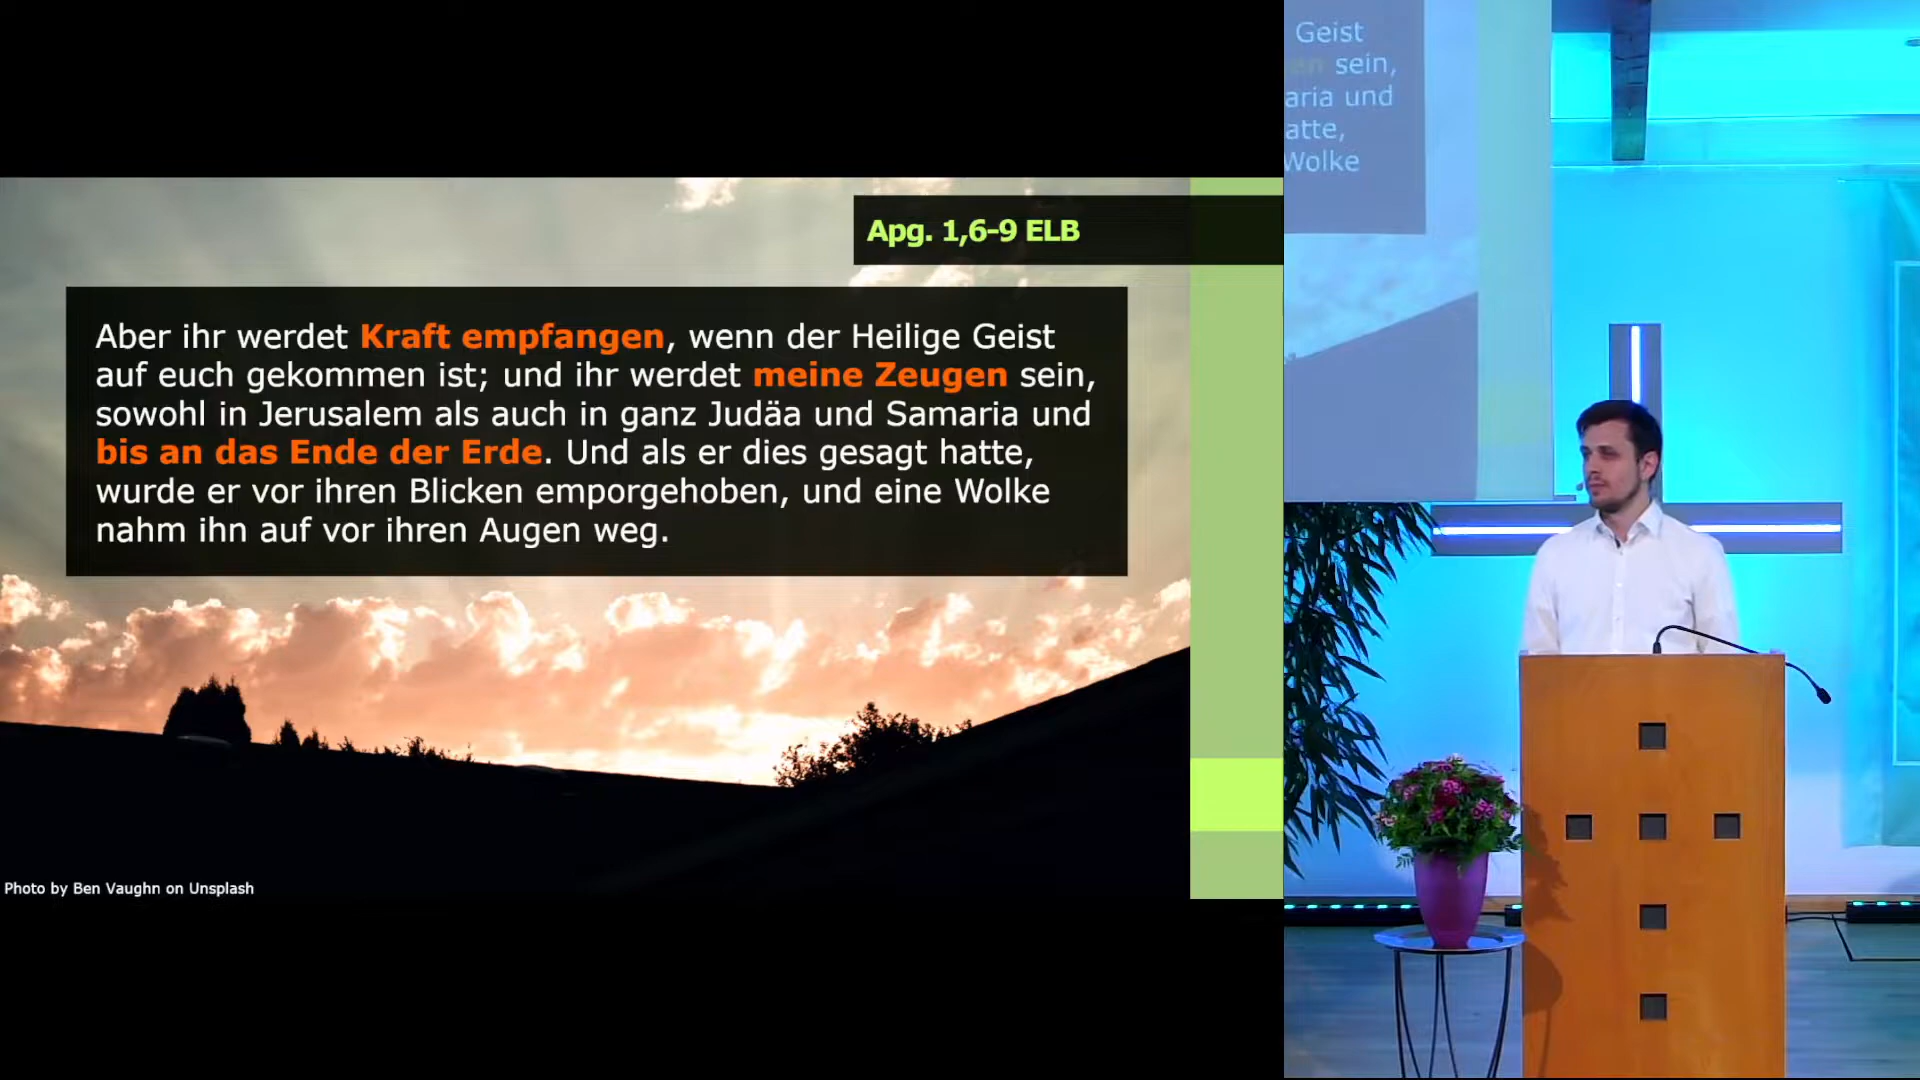 Apg. 1,6-9 ELB
Aber ihr werdet Kraft empfangen, wenn der Heilige Geist
auf euch gekommen ist; und ihr werdet meine Zeugen sein,
sowohl in Jerusalem als auch in ganz Judäa und Samaria und
bis an das Ende der Erde. Und als er dies gesagt hatte,
wurde er vor ihren Blicken emporgehoben, und eine Wolke
nahm ihn auf vor ihren Augen weg.
Photo by Ben Vaughn on Unsplash
Geist
en sein,
aria und
atte,
Wolke